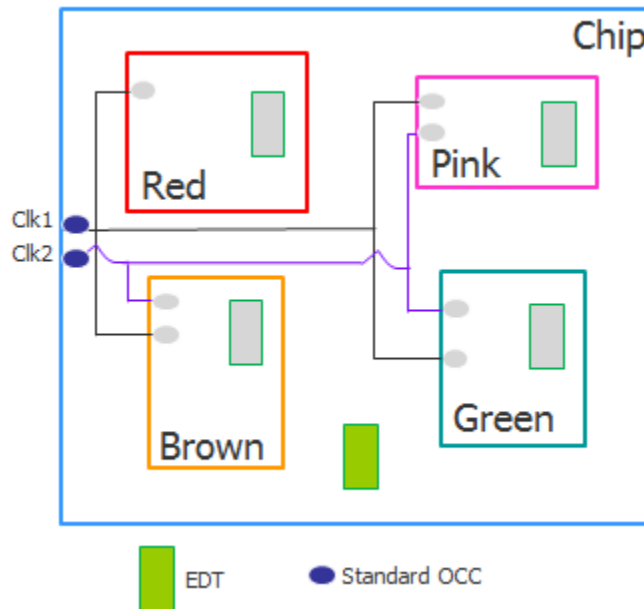 Chip
Red
Pink
Clk1
Clk2
Brown
Green
EDT
Standard OCC